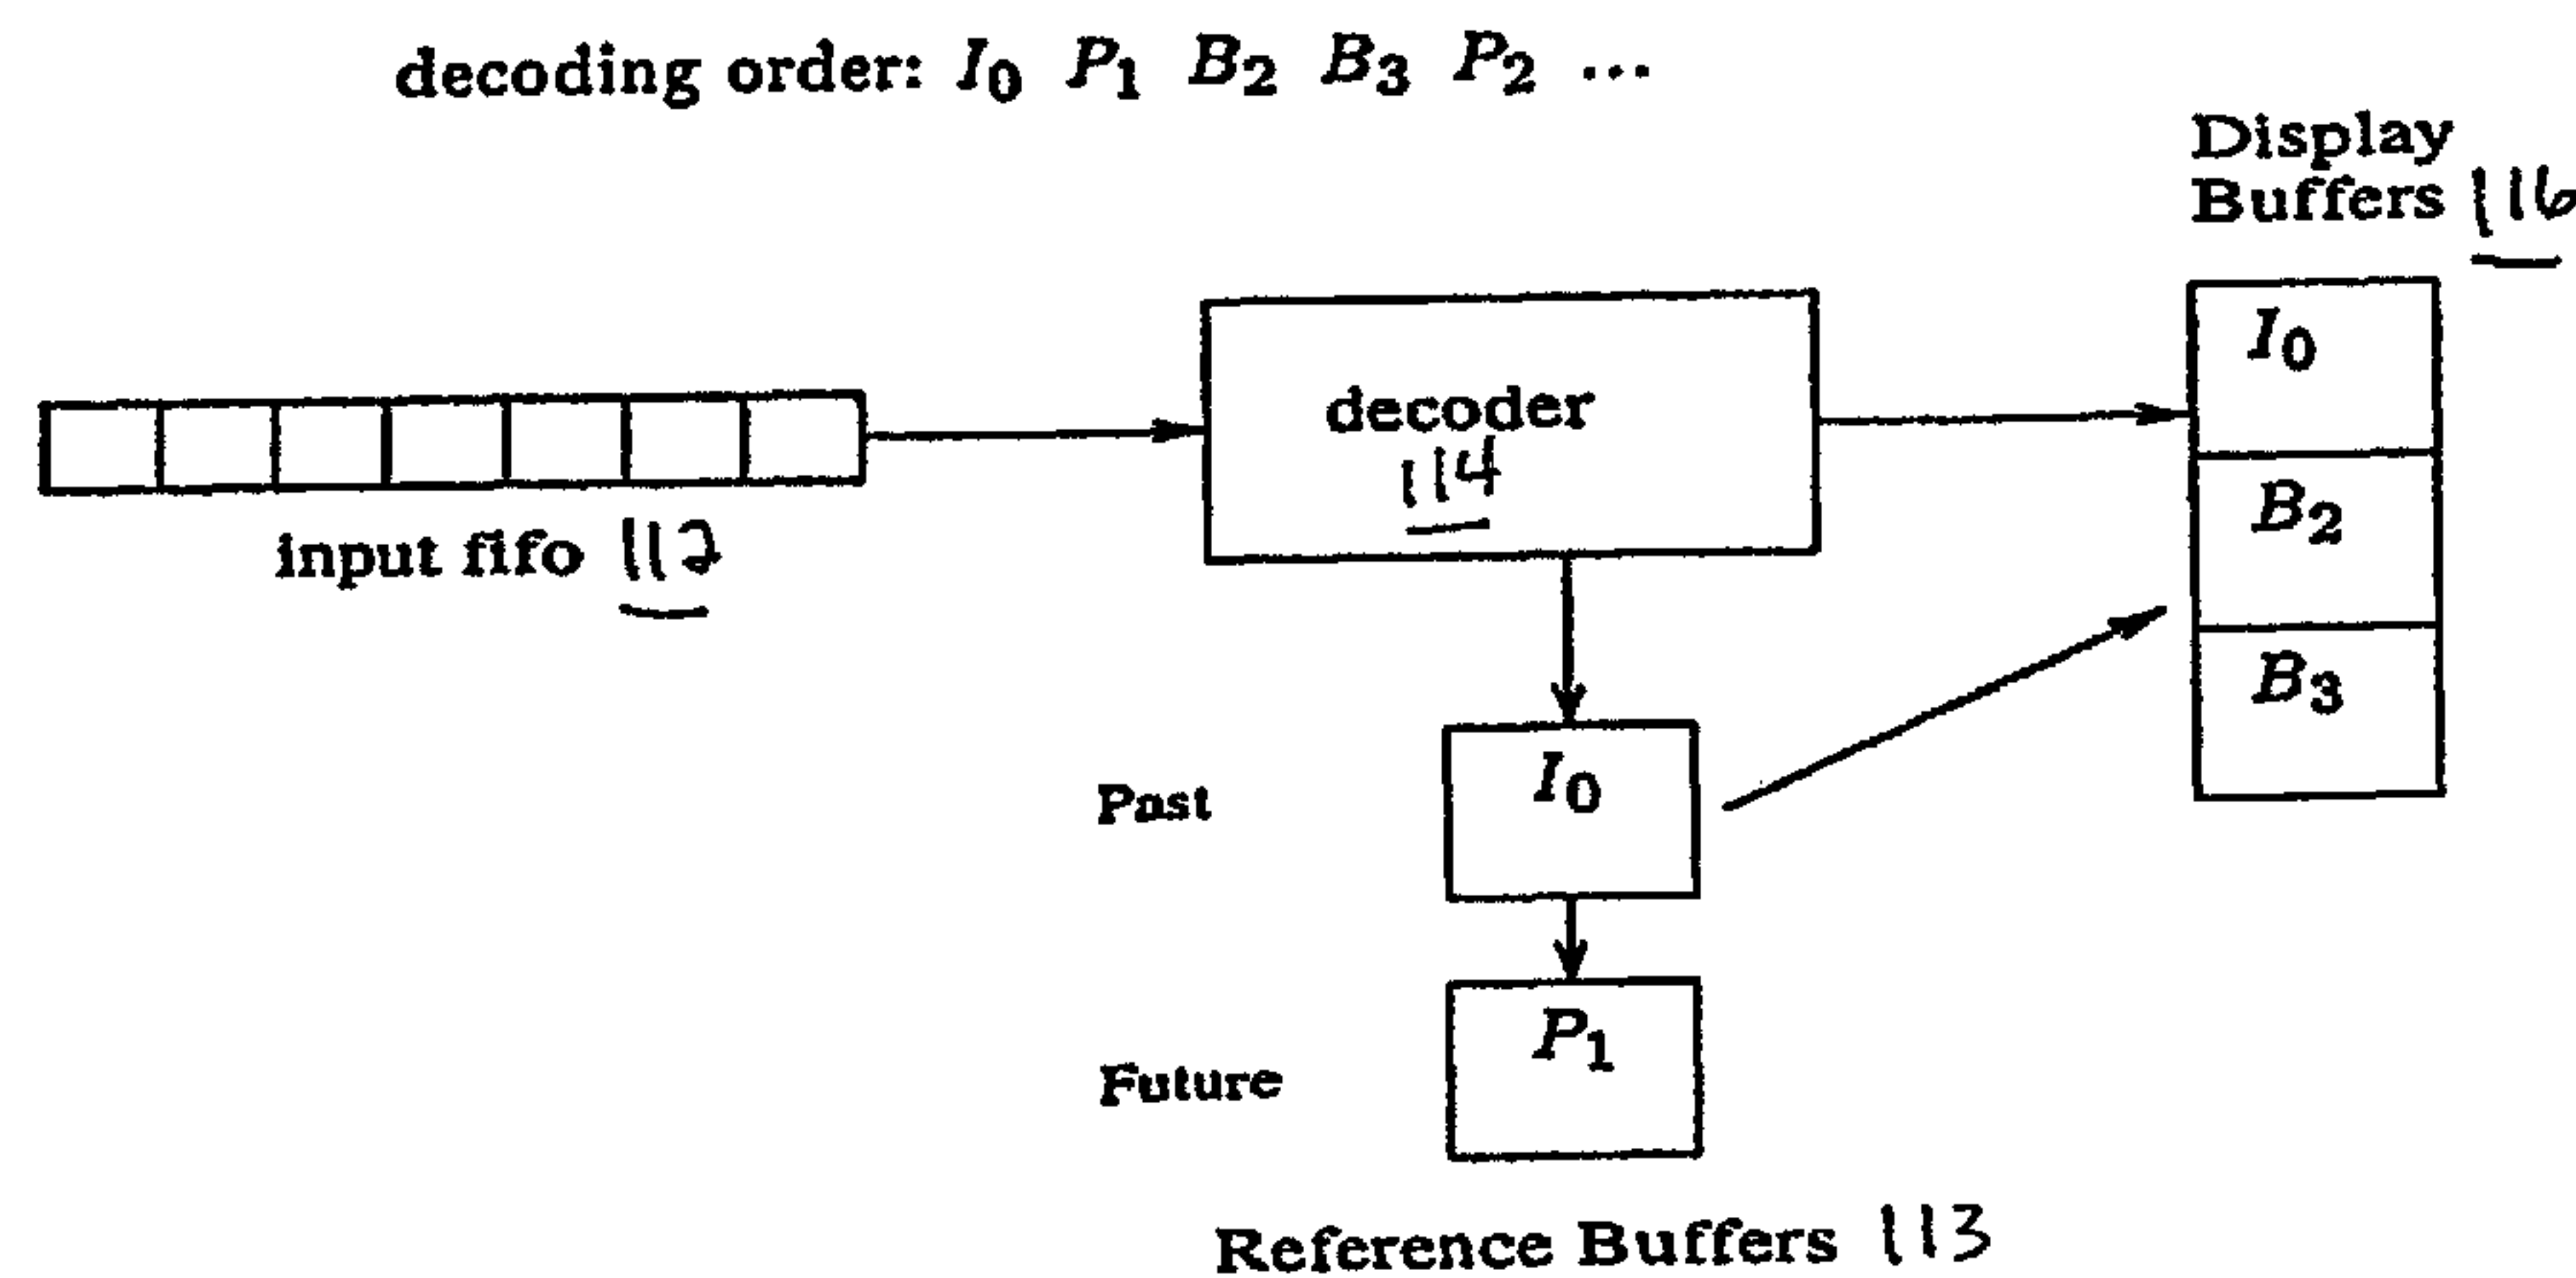 decoding order: I₀ P₁ B₂ B₃ P₂ ...
Display
Buffers 116
I₀
B₂
B₃
decoder
114
input fifo 112
Past
I₀
Future
P₁
Reference Buffers 113